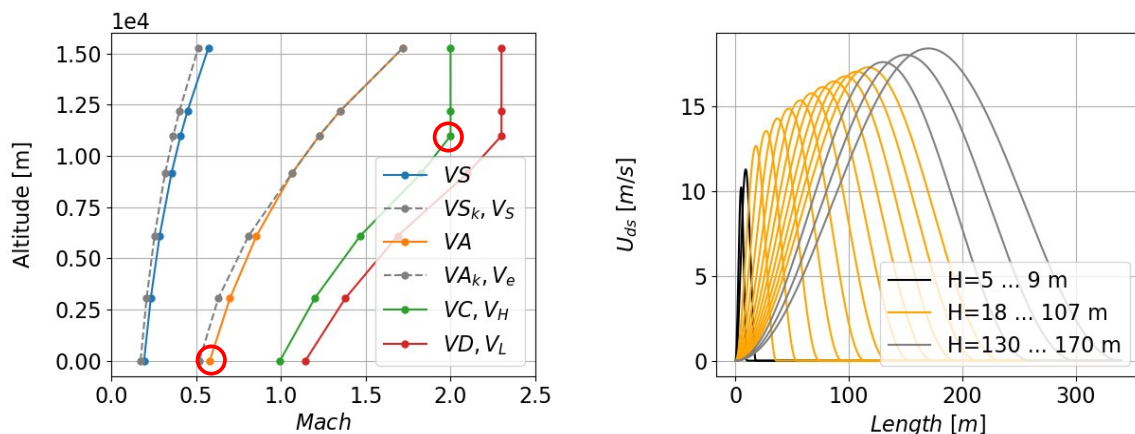 1e4
Altitude [m]
1.50
1.25
1.00
0.75
0.50
0.25
0.00
0.0 0.5 1.0 1.5 2.0 2.5
Mach
VS
VS_k, V_S
VA
VA_k, V_e
VC, V_H
VD, V_L
U_ds [m/s]
15
10
5
0
0 100 200 300
Length [m]
H=5 ... 9 m
H=18 ... 107 m
H=130 ... 170 m